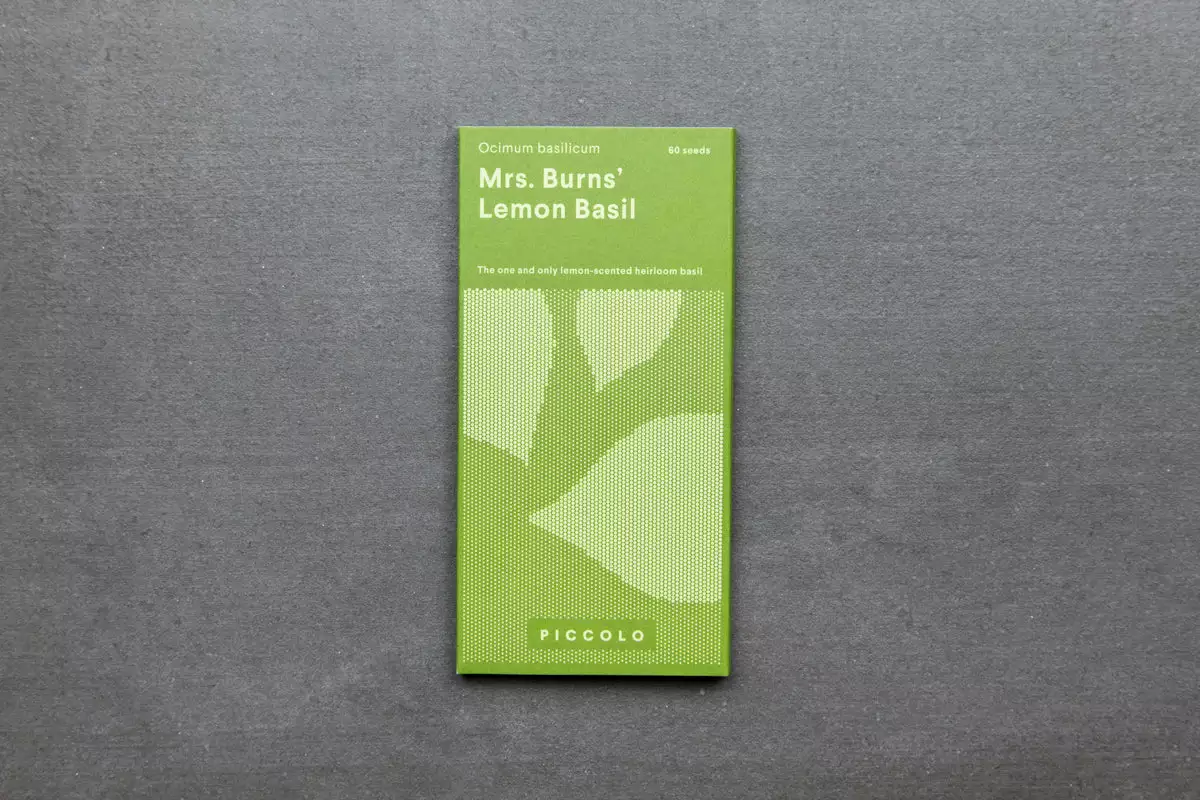 Ocimum basilicum
60 seeds
Mrs. Burns’
Lemon Basil
The one and only lemon-scented heirloom basil
PICCOLO